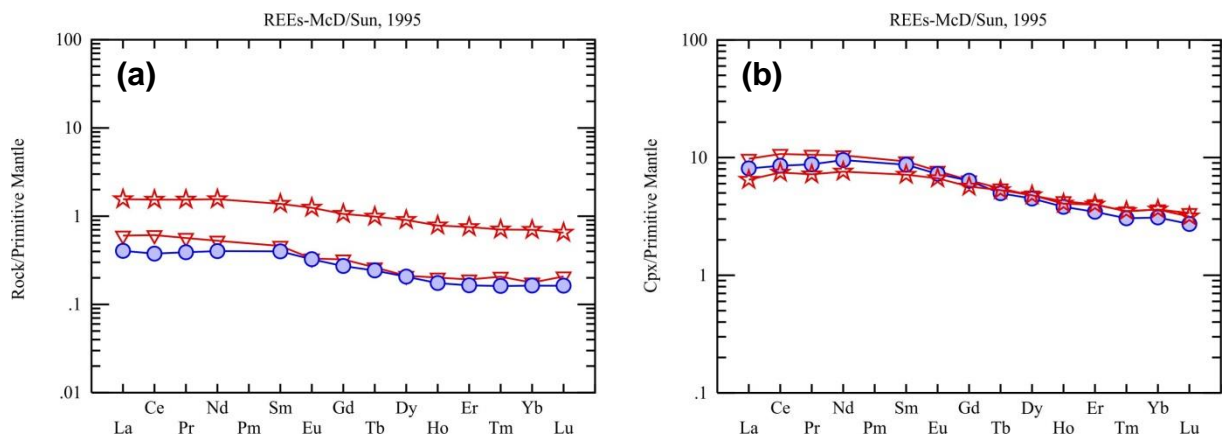 REEs-McD/Sun, 1995
(a)
Rock/Primitive Mantle
100
10
1
.1
.01
Ce Nd Sm Gd Dy Er Yb
La Pr Pm Eu Tb Ho Tm Lu
REEs-McD/Sun, 1995
(b)
Cpx/Primitive Mantle
100
10
1
.1
Ce Nd Sm Gd Dy Er Yb
La Pr Pm Eu Tb Ho Tm Lu